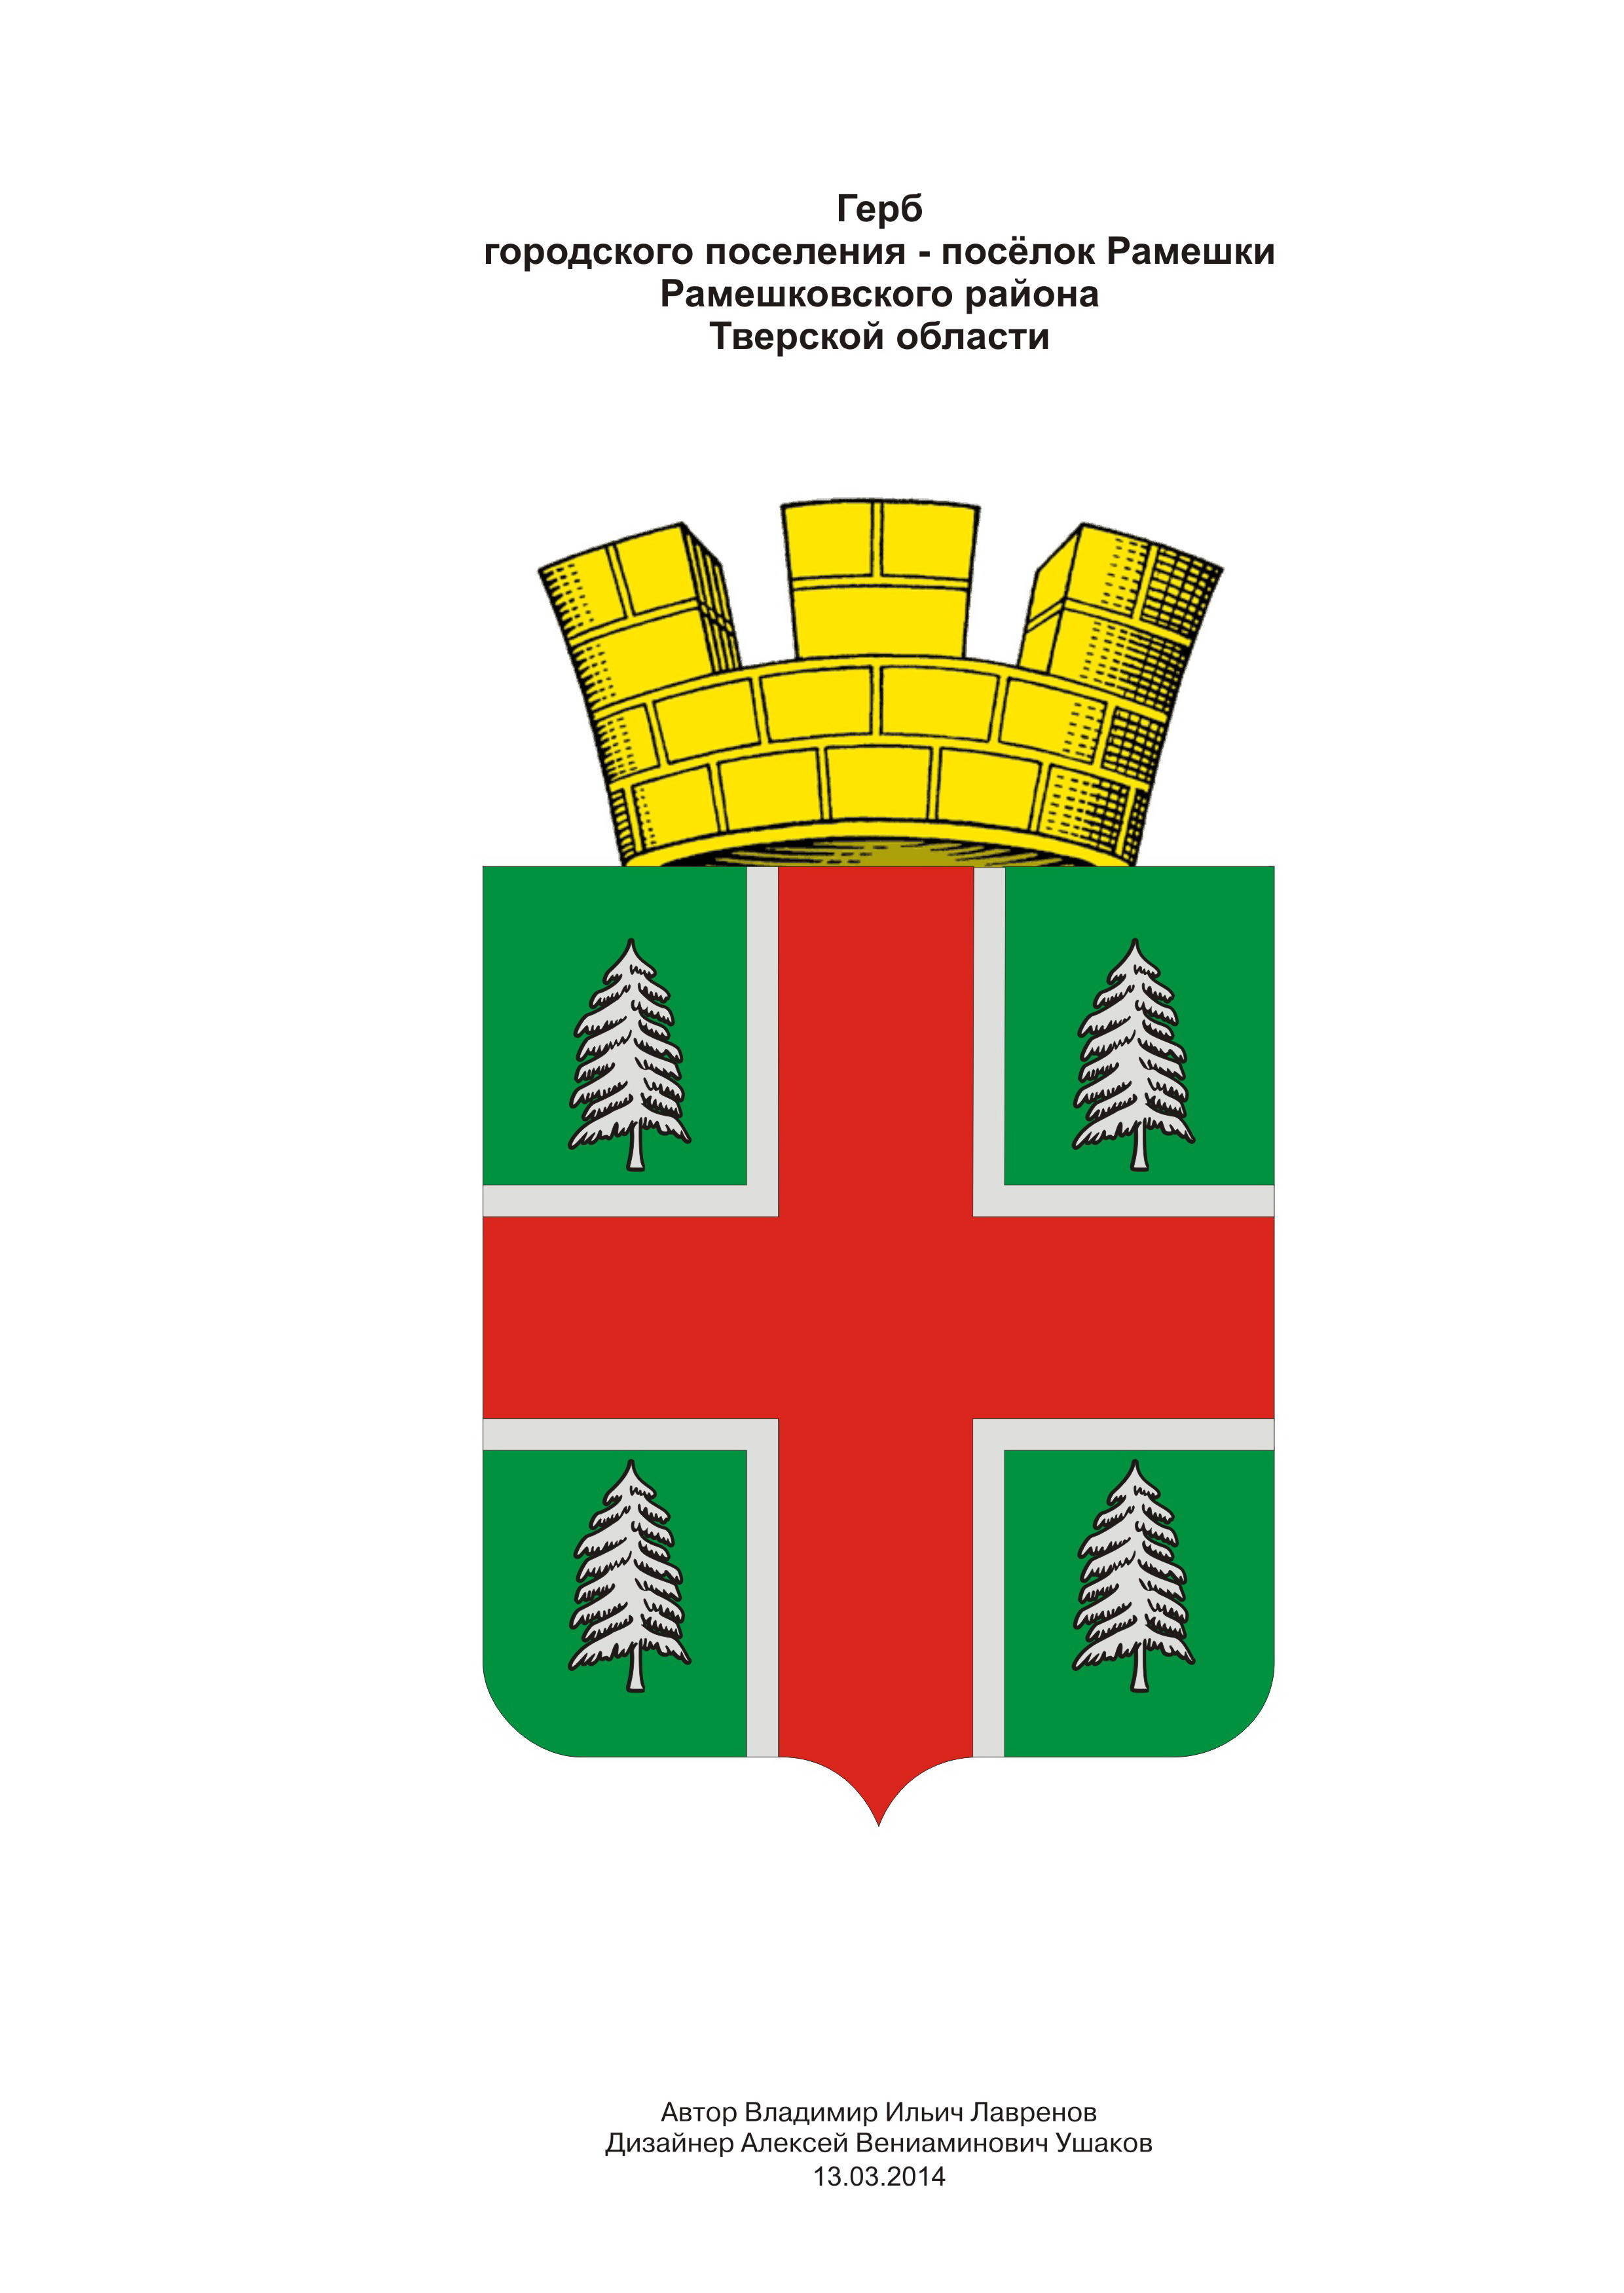 Герб
городского поселения - посёлок Рамешки
Рамешковского района
Тверской области
Автор Владимир Ильич Лавренов
Дизайнер Алексей Вениаминович Ушаков
13.03.2014